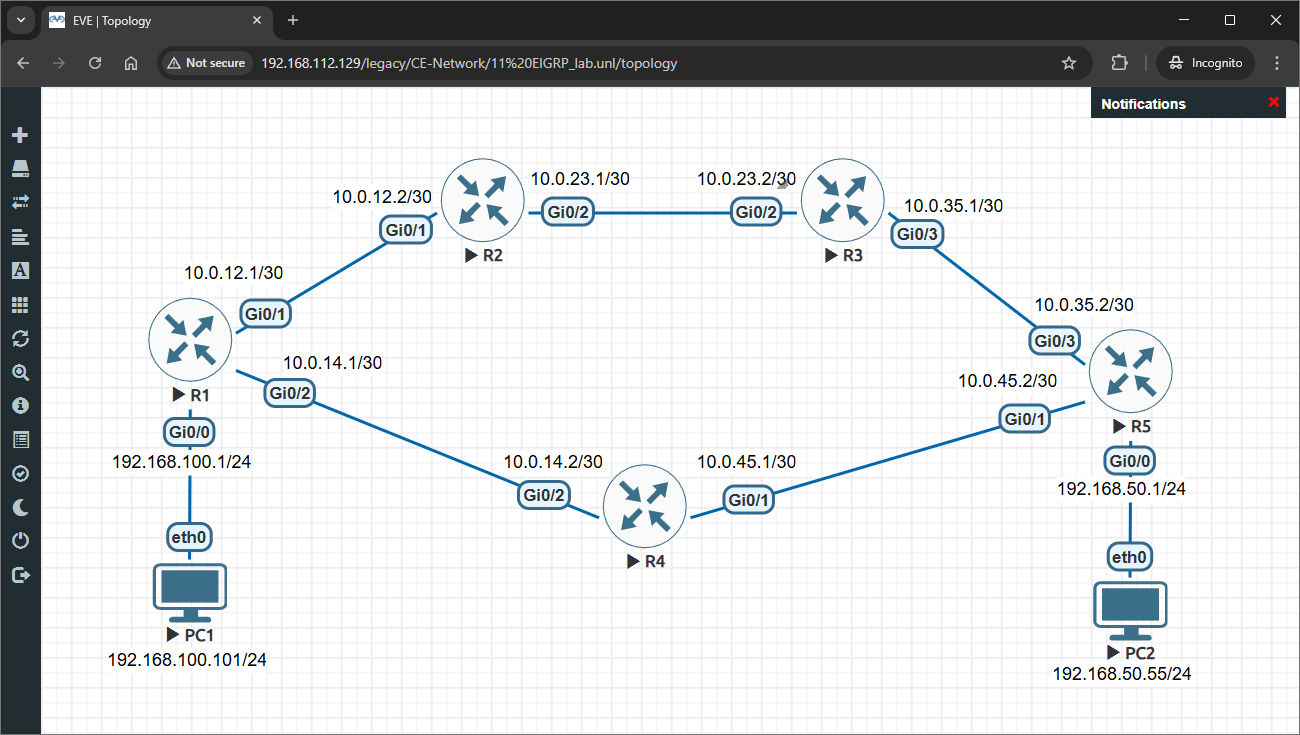 EVE | Topology
Not secure
192.168.112.129/legacy/CE-Network/11%20EIGRP_lab.unl/topology
Incognito
Notifications
10.0.12.2/30
10.0.23.1/30
10.0.23.2/30
10.0.35.1/30
Gi0/1
Gi0/2
Gi0/2
Gi0/3
R2
R3
10.0.12.1/30
Gi0/1
10.0.35.2/30
Gi0/3
10.0.14.1/30
Gi0/2
R1
10.0.45.2/30
Gi0/1
R5
Gi0/0
192.168.100.1/24
10.0.14.2/30
10.0.45.1/30
Gi0/0
192.168.50.1/24
Gi0/2
Gi0/1
R4
eth0
eth0
PC1
192.168.100.101/24
PC2
192.168.50.55/24
A